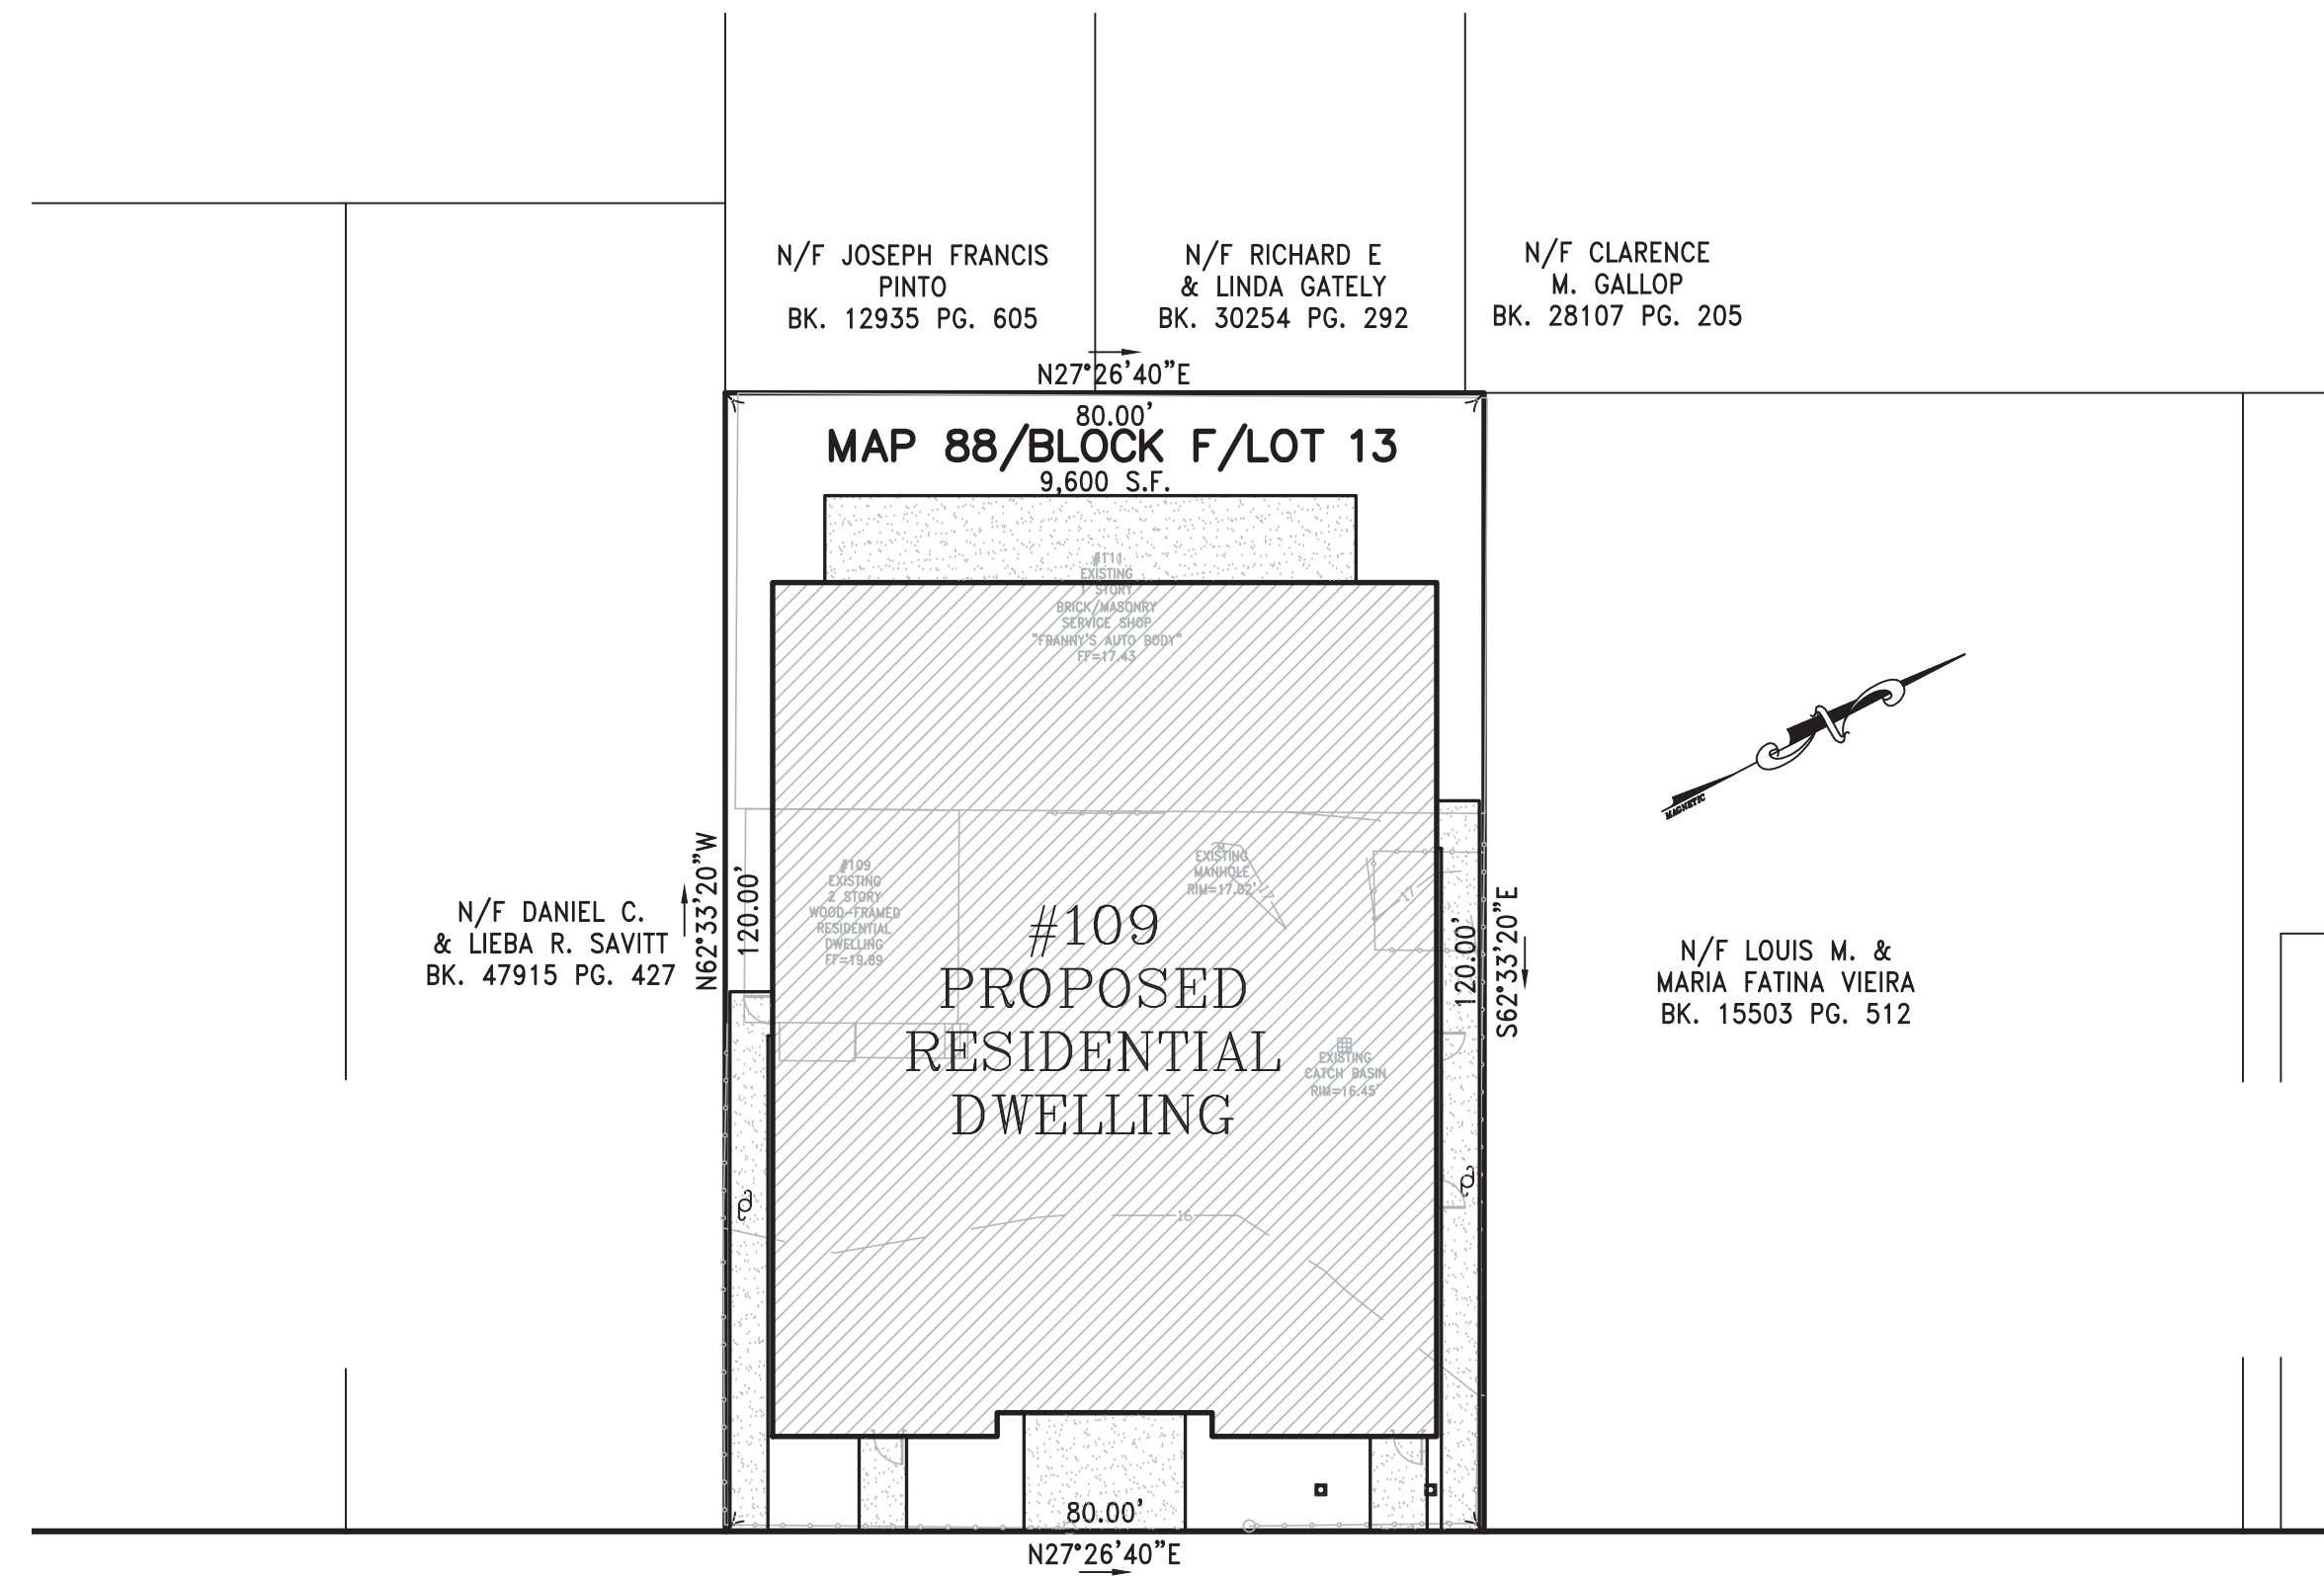 N/F JOSEPH FRANCIS
PINTO
BK. 12935 PG. 605
N/F RICHARD E
& LINDA GATELY
BK. 30254 PG. 292
N/F CLARENCE
M. GALLOP
BK. 28107 PG. 205
N27°26'40"E
80.00'
MAP 88/BLOCK F/LOT 13
9,600 S.F.
#111
EXISTING
1 STORY
BRICK/MASONRY
SERVICE SHOP
"FRANNY'S AUTO BODY"
FF=17.43
MAGNETIC
N62°33'20"W
120.00'
#109
EXISTING
2 STORY
WOOD-FRAMED
RESIDENTIAL
DWELLING
FF=19.89
M
EXISTING
MANHOLE
RIM=17.02'
17
17
N/F DANIEL C.
& LIEBA R. SAVITT
BK. 47915 PG. 427
#109
PROPOSED
RESIDENTIAL
DWELLING
120.00'
S62°33'20"E
N/F LOUIS M. &
MARIA FATINA VIEIRA
BK. 15503 PG. 512
EXISTING
CATCH BASIN
RIM=16.45'
16
80.00'
N27°26'40"E